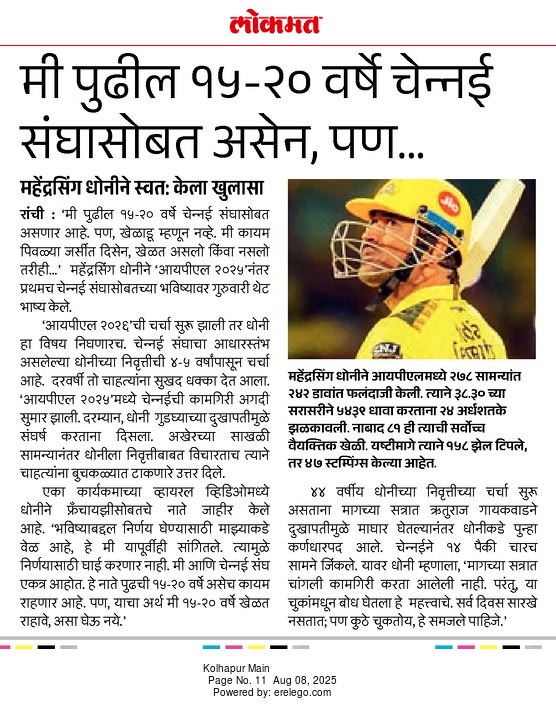 लोकमत
मी पुढील १५-२० वर्षे चेन्नई
संघासोबत असेन, पण...
महेंद्रसिंग धोनीने स्वत: केला खुलासा
रांची : ‘मी पुढील १५-२० वर्षे चेन्नई संघासोबत
असणार आहे. पण, खेळाडू म्हणून नव्हे. मी कायम
पिवळ्या जर्सीत दिसेन, खेळत असलो किंवा नसलो
तरीही...’ महेंद्रसिंग धोनीने ‘आयपीएल २०२५’नंतर
प्रथमच चेन्नई संघासोबतच्या भविष्यावर गुरुवारी थेट
भाष्य केले.
‘आयपीएल २०२६’ची चर्चा सुरू झाली तर धोनी
हा विषय निघणारच. चेन्नई संघाचा आधारस्तंभ
असलेल्या धोनीच्या निवृत्तीची ४-५ वर्षांपासून चर्चा
आहे. दरवर्षी तो चाहत्यांना सुखद धक्का देत आला.
‘आयपीएल २०२५’मध्ये चेन्नईची कामगिरी अगदी
सुमार झाली. दरम्यान, धोनी गुडघ्याच्या दुखापतीमुळे
संघर्ष करताना दिसला. अखेरच्या साखळी
सामन्यानंतर धोनीला निवृत्तीबाबत विचारताच त्याने
चाहत्यांना बुचकळ्यात टाकणारे उत्तर दिले.
एका कार्यकमाच्या व्हायरल व्हिडिओमध्ये
धोनीने फ्रँचायझीसोबतचे नाते जाहीर केले
आहे. ‘भविष्याबद्दल निर्णय घेण्यासाठी माझ्याकडे
वेळ आहे, हे मी यापूर्वीही सांगितले. त्यामुळे
निर्णयासाठी घाई करणार नाही. मी आणि चेन्नई संघ
एकत्र आहोत. हे नाते पुढची १५-२० वर्षे असेच कायम
राहणार आहे. पण, याचा अर्थ मी १५-२० वर्षे खेळत
राहावे, असा घेऊ नये.’
Jio
महेंद्रसिंग धोनीने आयपीएलमध्ये २७८ सामन्यांत
२४२ डावांत फलंदाजी केली. त्याने ३८.३० च्या
सरासरीने ५४३९ धावा करताना २४ अर्धशतके
झळकावली. नाबाद ८१ ही त्याची सर्वोच्च
वैयक्तिक खेळी. यष्टीमागे त्याने १५८ झेल टिपले,
तर ४७ स्टम्पिंग्स केल्या आहेत.
४४ वर्षीय धोनीच्या निवृत्तीच्या चर्चा सुरू
असताना मागच्या सत्रात ऋतुराज गायकवाडने
दुखापतीमुळे माघार घेतल्यानंतर धोनीकडे पुन्हा
कर्णधारपद आले. चेन्नईने १४ पैकी चारच
सामने जिंकले. यावर धोनी म्हणाला, ‘मागच्या सत्रात
चांगली कामगिरी करता आलेली नाही. परंतु, या
चुकांमधून बोध घेतला हे महत्त्वाचे. सर्व दिवस सारखे
नसतात; पण कुठे चुकतोय, हे समजले पाहिजे.’
Kolhapur Main
Page No. 11 Aug 08, 2025
Powered by: erelego.com